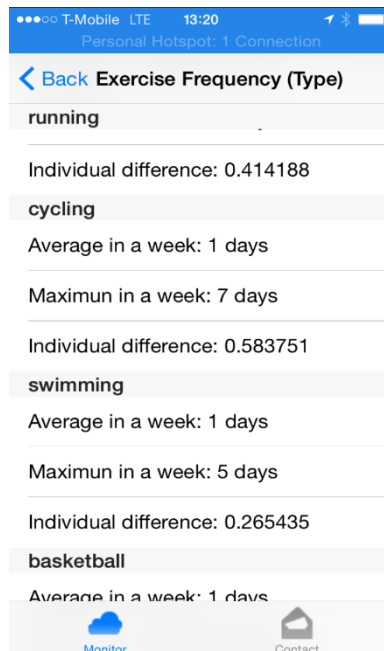 T-Mobile LTE 13:20
Personal Hotspot: 1 Connection
Back Exercise Frequency (Type)
running
Individual difference: 0.414188
cycling
Average in a week: 1 days
Maximun in a week: 7 days
Individual difference: 0.583751
swimming
Average in a week: 1 days
Maximun in a week: 5 days
Individual difference: 0.265435
basketball
Average in a week: 1 days
Monitor Contact